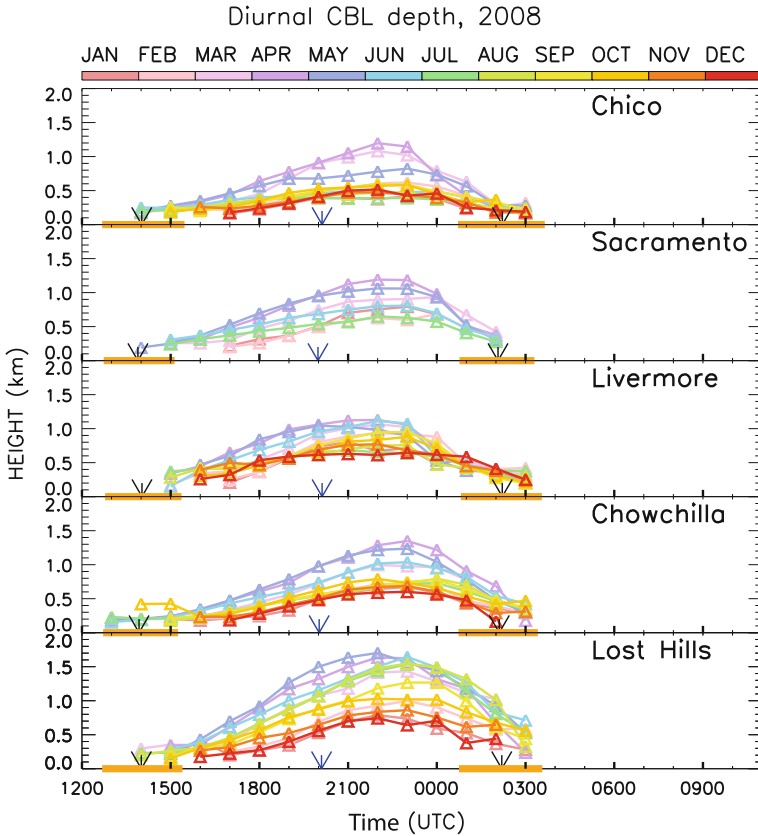 Diurnal CBL depth, 2008
JAN FEB MAR APR MAY JUN JUL AUG SEP OCT NOV DEC
2.0
1.5
1.0
0.5
0.0
Chico
2.0
1.5
1.0
0.5
0.0
Sacramento
2.0
1.5
1.0
0.5
0.0
Livermore
2.0
1.5
1.0
0.5
0.0
Chowchilla
2.0
1.5
1.0
0.5
0.0
Lost Hills
HEIGHT (km)
1200 1500 1800 2100 0000 0300 0600 0900
Time (UTC)